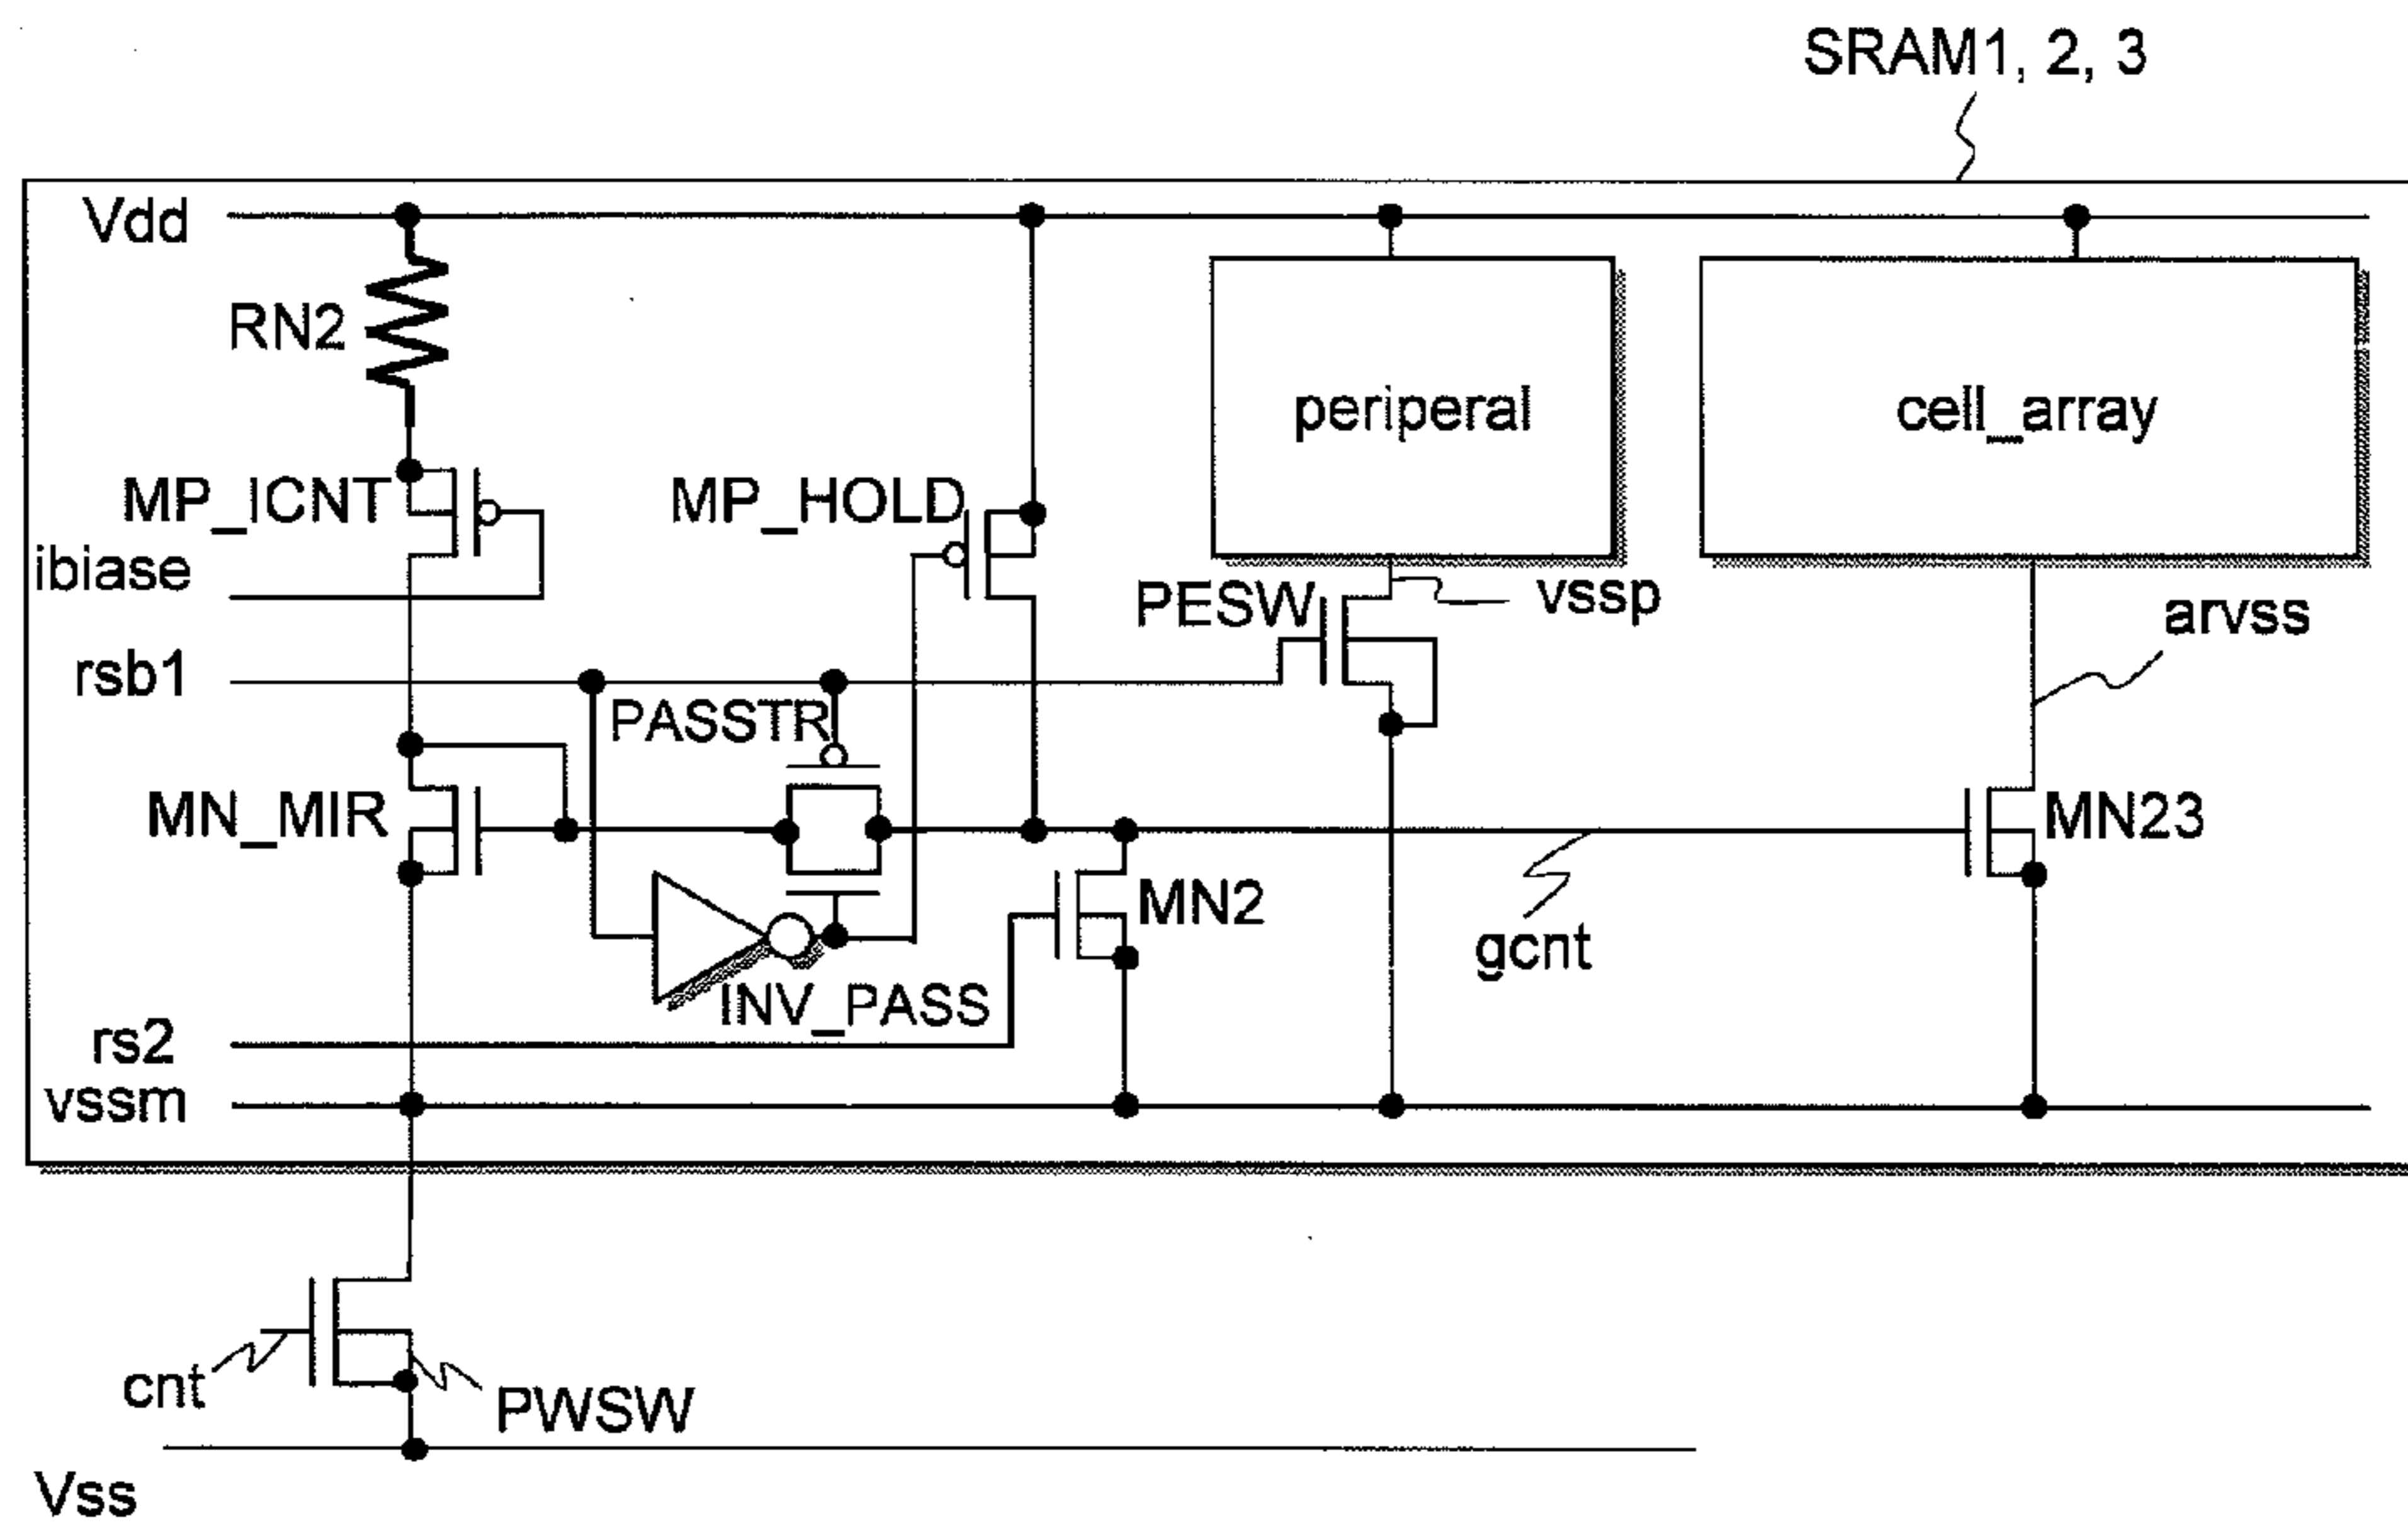 SRAM1, 2, 3
Vdd
RN2
periperal
cell_array
MP_ICNT
MP_HOLD
ibiase
PESW
vssp
arvss
rsb1
PASSTR
MN_MIR
MN23
MN2
gcnt
INV_PASS
rs2
vssm
cnt
PWSW
Vss